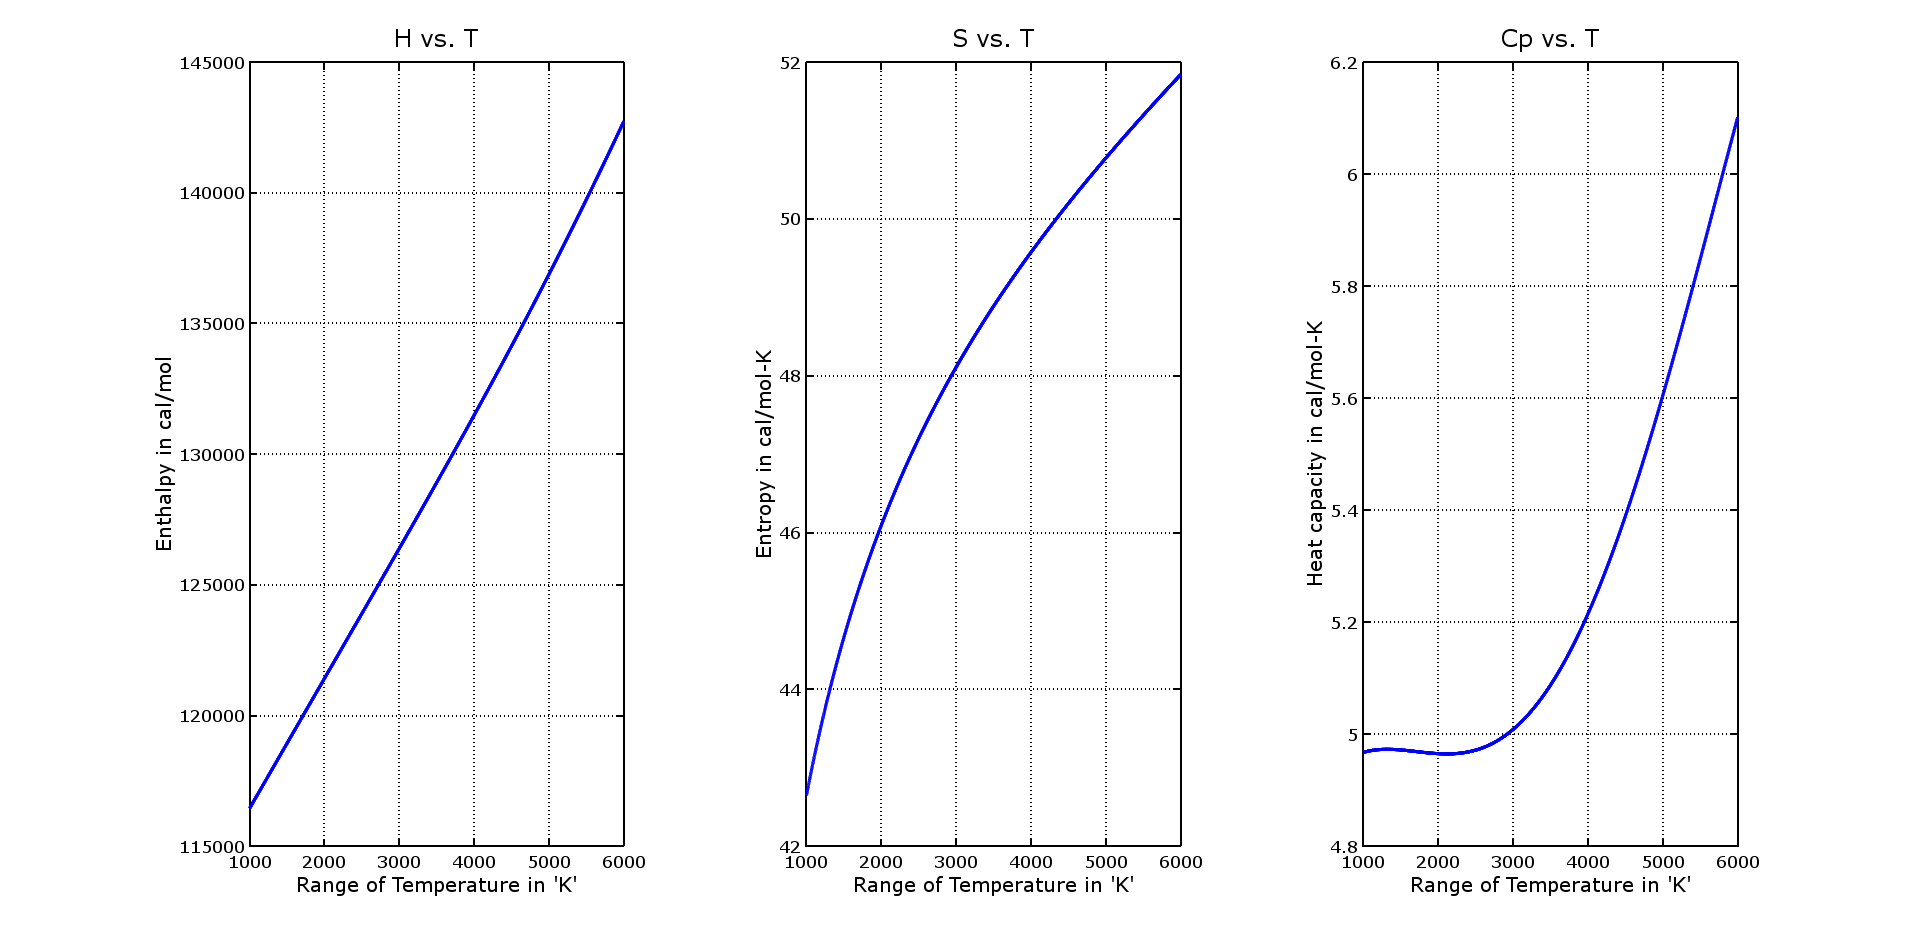 H vs. T
145000
140000
135000
130000
125000
120000
115000
Enthalpy in cal/mol
1000 2000 3000 4000 5000 6000
Range of Temperature in 'K'
S vs. T
52
50
48
46
44
42
Entropy in cal/mol-K
1000 2000 3000 4000 5000 6000
Range of Temperature in 'K'
Cp vs. T
6.2
6
5.8
5.6
5.4
5.2
5
4.8
Heat capacity in cal/mol-K
1000 2000 3000 4000 5000 6000
Range of Temperature in 'K'